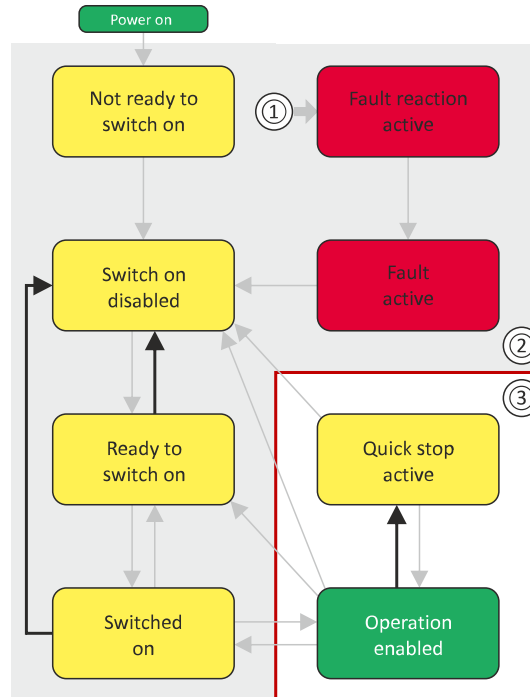 Power on
Not ready to
switch on
①
Fault reaction
active
Switch on
disabled
Fault
active
②
③
Ready to
switch on
Quick stop
active
Switched
on
Operation
enabled